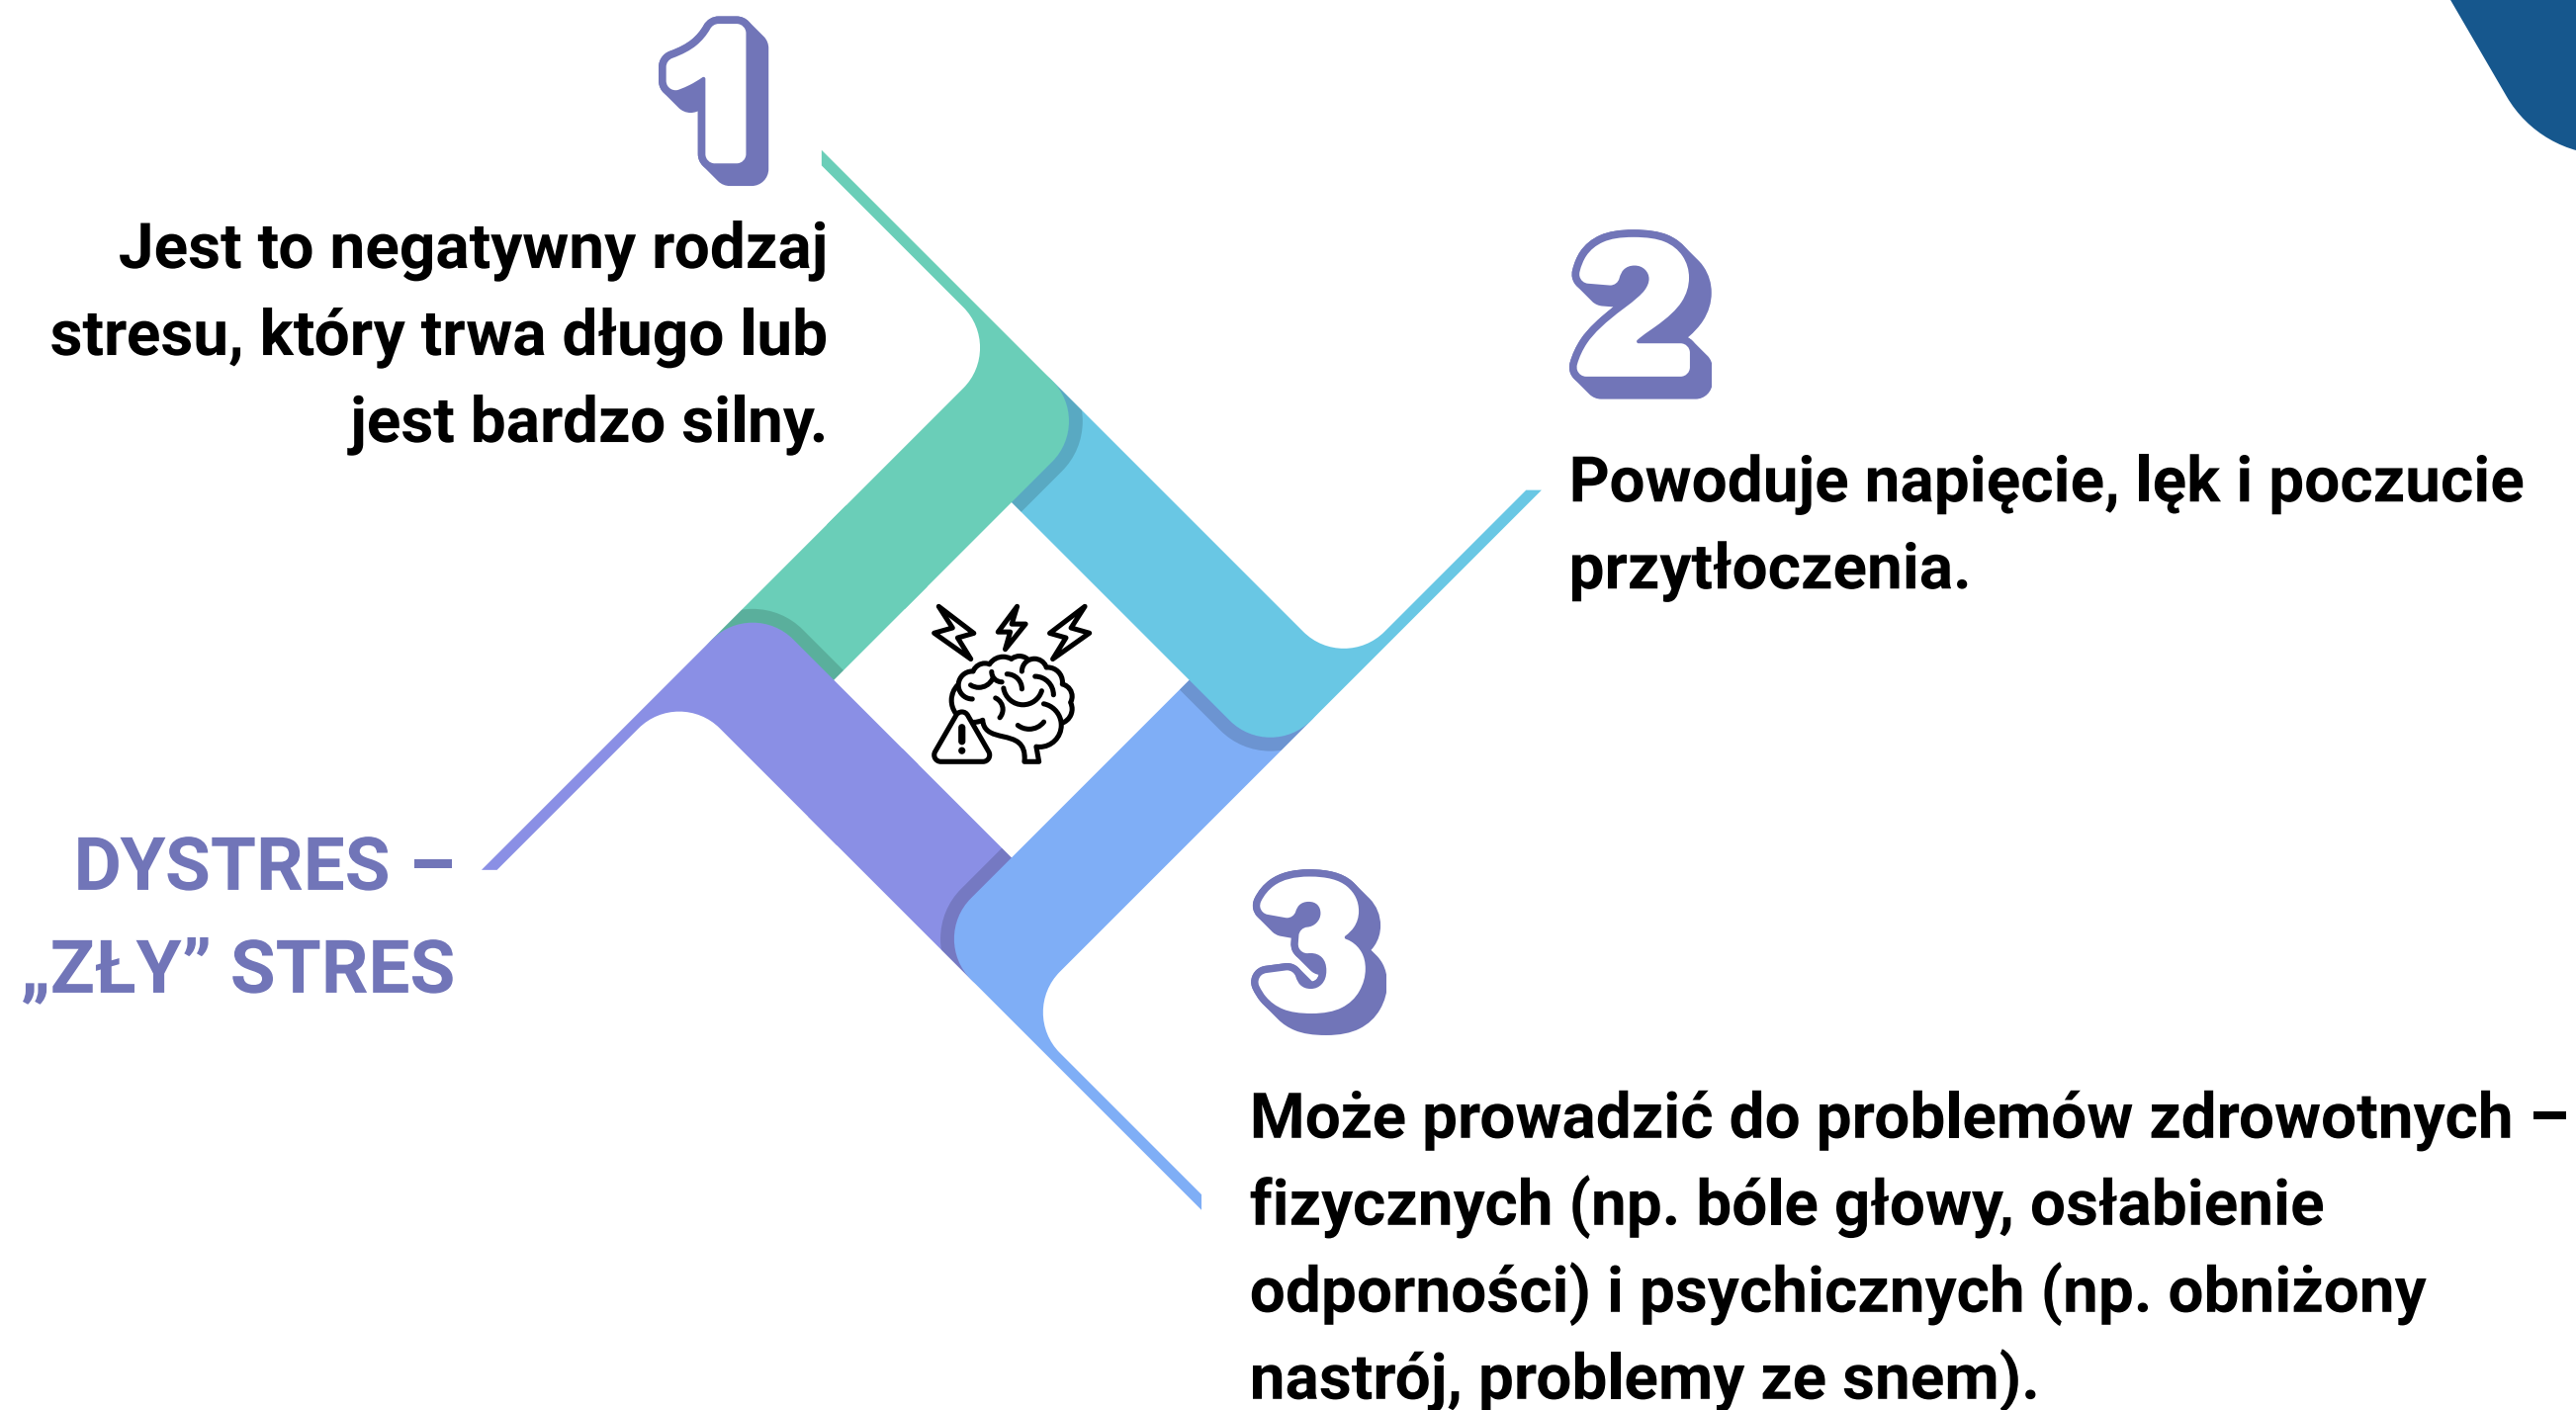 1
Jest to negatywny rodzaj
stresu, który trwa długo lub
jest bardzo silny.
2
Powoduje napięcie, lęk i poczucie
przytłoczenia.
DYSTRES –
„ZŁY” STRES
3
Może prowadzić do problemów zdrowotnych –
fizycznych (np. bóle głowy, osłabienie
odporności) i psychicznych (np. obniżony
nastrój, problemy ze snem).